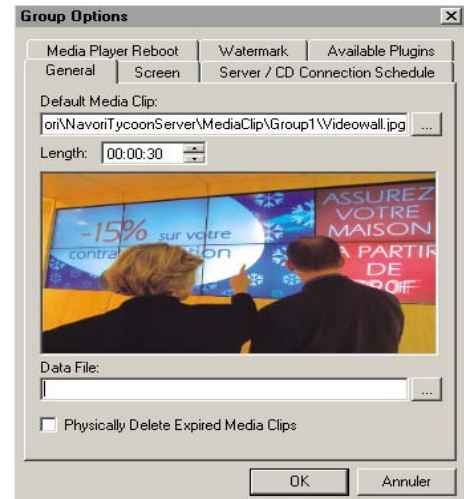 Group Options
Media Player Reboot
Watermark
Available Plugins
General
Screen
Server / CD Connection Schedule
Default Media Clip:
ori\NavoriTycoonServer\MediaClip\Group1\Videowall.jpg
...
Length:
00:00:30
-15% sur votre
ASSUREZ
VOTRE
MAISON
A PARTIR
DE
Data File:
...
Physically Delete Expired Media Clips
OK
Annuler